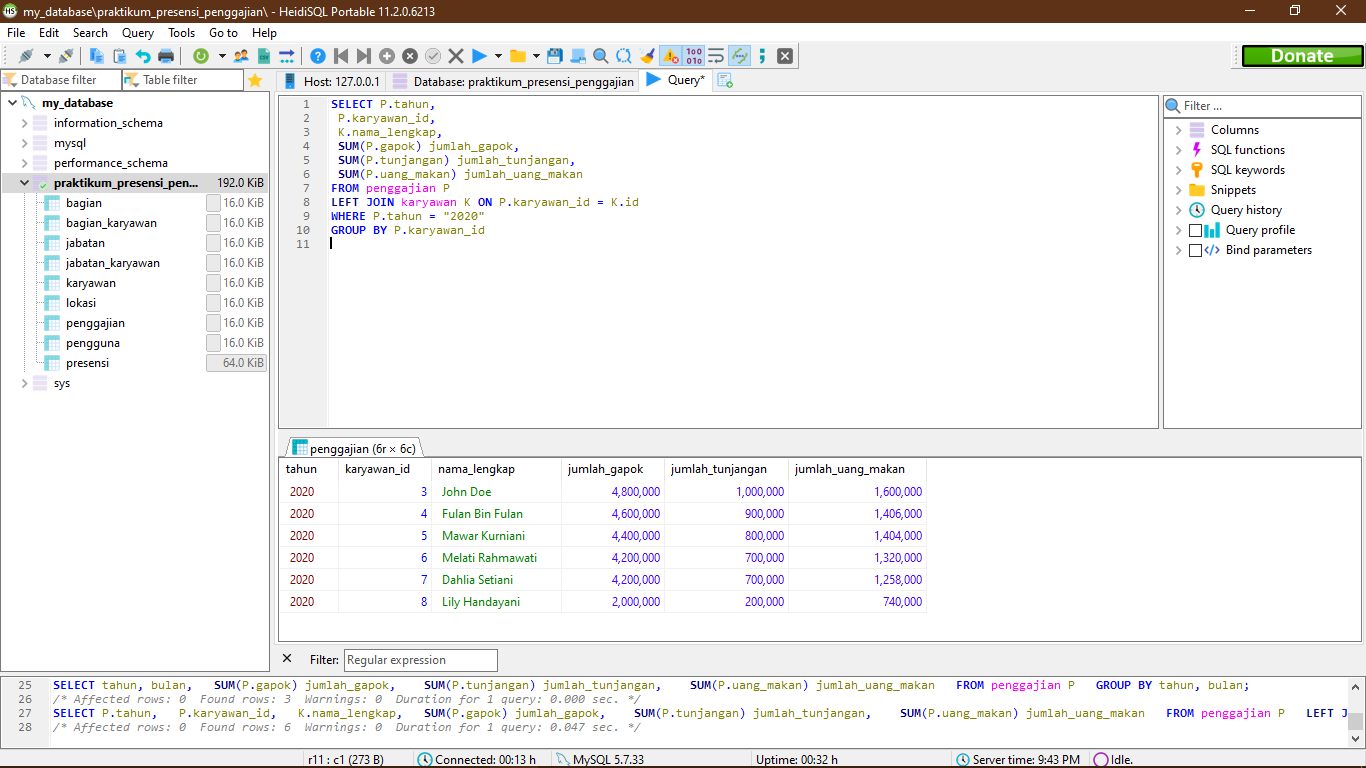 my_database\praktikum_presensi_penggajian\ - HeidiSQL Portable 11.2.0.6213
File Edit Search Query Tools Go to Help
Donate
Database filter Table filter
Host: 127.0.0.1 Database: praktikum_presensi_penggajian Query*
my_database
information_schema
mysql
performance_schema
praktikum_presensi_pen... 192.0 KiB
bagian 16.0 KiB
bagian_karyawan 16.0 KiB
jabatan 16.0 KiB
jabatan_karyawan 16.0 KiB
karyawan 16.0 KiB
lokasi 16.0 KiB
penggajian 16.0 KiB
pengguna 16.0 KiB
presensi 64.0 KiB
sys
1 SELECT P.tahun,
2 P.karyawan_id,
3 K.nama_lengkap,
4 SUM(P.gapok) jumlah_gapok,
5 SUM(P.tunjangan) jumlah_tunjangan,
6 SUM(P.uang_makan) jumlah_uang_makan
7 FROM penggajian P
8 LEFT JOIN karyawan K ON P.karyawan_id = K.id
9 WHERE P.tahun = "2020"
10 GROUP BY P.karyawan_id
11
Filter ...
Columns
SQL functions
SQL keywords
Snippets
Query history
Query profile
Bind parameters
penggajian (6r × 6c)
tahun karyawan_id nama_lengkap jumlah_gapok jumlah_tunjangan jumlah_uang_makan
2020 3 John Doe 4,800,000 1,000,000 1,600,000
2020 4 Fulan Bin Fulan 4,600,000 900,000 1,406,000
2020 5 Mawar Kurniani 4,400,000 800,000 1,404,000
2020 6 Melati Rahmawati 4,200,000 700,000 1,320,000
2020 7 Dahlia Setiani 4,200,000 700,000 1,258,000
2020 8 Lily Handayani 2,000,000 200,000 740,000
Filter: Regular expression
25 SELECT tahun, bulan, SUM(P.gapok) jumlah_gapok, SUM(P.tunjangan) jumlah_tunjangan, SUM(P.uang_makan) jumlah_uang_makan FROM penggajian P GROUP BY tahun, bulan;
26 /* Affected rows: 0 Found rows: 3 Warnings: 0 Duration for 1 query: 0.000 sec. */
27 SELECT P.tahun, P.karyawan_id, K.nama_lengkap, SUM(P.gapok) jumlah_gapok, SUM(P.tunjangan) jumlah_tunjangan, SUM(P.uang_makan) jumlah_uang_makan FROM penggajian P LEFT J
28 /* Affected rows: 0 Found rows: 6 Warnings: 0 Duration for 1 query: 0.047 sec. */
r11 : c1 (273 B) Connected: 00:13 h MySQL 5.7.33 Uptime: 00:32 h Server time: 9:43 PM Idle.